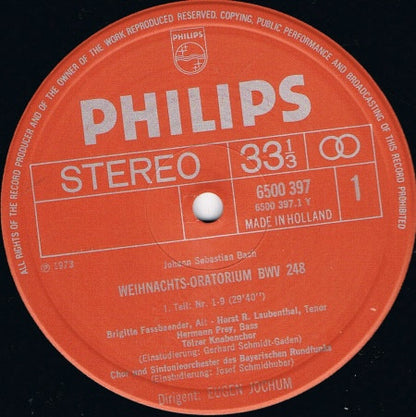 ALL RIGHTS OF THE RECORD PRODUCER AND OF THE OWNER OF THE WORK REPRODUCED RESERVED. COPYING, PUBLIC PERFORMANCE AND BROADCASTING OF THIS RECORD PROHIBITED
PHILIPS
PHILIPS
STEREO
33 1/3
6500 397
6500 397.1 Y
MADE IN HOLLAND
1
℗ 1973
Johann Sebastian Bach
WEIHNACHTS-ORATORIUM BWV 248
1. Teil: Nr. 1-9 (29'40")
Brigitte Fassbaender, Alt - Horst R. Laubenthal, Tenor
Hermann Prey, Bass
Tölzer Knabenchor
(Einstudierung: Gerhard Schmidt-Gaden)
Chor und Sinfonieorchester des Bayerischen Rundfunks
(Einstudierung: Josef Schmidhuber)
Dirigent: EUGEN JOCHUM